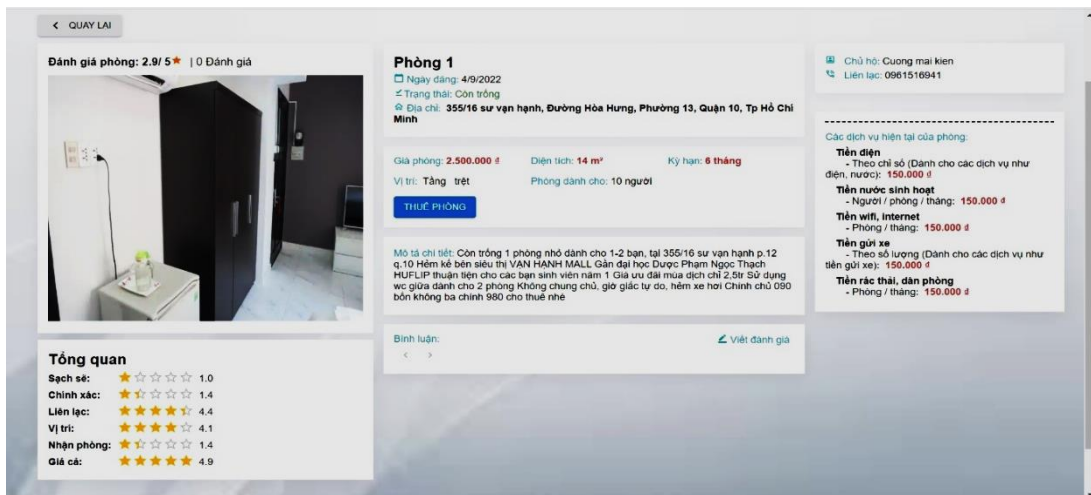 QUAY LAI
Đánh giá phòng: 2.9/ 5 | 0 Đánh giá
Tổng quan
Sạch sẽ: 1.0
Chính xác: 1.4
Liên lạc: 4.4
Vị trí: 4.1
Nhận phòng: 1.4
Giá cả: 4.9
Phòng 1
Ngày đăng: 4/9/2022
Trạng thái: Còn trống
Địa chỉ: 355/16 sư vạn hạnh, Đường Hòa Hưng, Phường 13, Quận 10, Tp Hồ Chí
Minh
Giá phòng: 2.500.000 đ Diện tích: 14 m² Kỳ hạn: 6 tháng
Vị trí: Tầng trệt Phòng dành cho: 10 người
THUÊ PHÒNG
Mô tả chi tiết: Còn trống 1 phòng nhỏ dành cho 1-2 bạn, tại 355/16 sư vạn hạnh p.12
q.10 Hẻm kế bên siêu thị VẠN HẠNH MALL Gần đại học Dược Phạm Ngọc Thạch
HUFLIP thuận tiện cho các bạn sinh viên năm 1 Giá ưu đãi mùa dịch chỉ 2,5tr Sử dụng
wc giữa dành cho 2 phòng Không chung chủ, giờ giấc tự do, hẻm xe hơi Chính chủ 090
bốn không ba chính 980 cho thuê nhé
Bình luận: Viết đánh giá
Chủ hộ: Cuong mai kien
Liên lạc: 0961516941
Các dịch vụ hiện tại của phòng:
Tiền điện
- Theo chỉ số (Dành cho các dịch vụ như
điện, nước): 150.000 đ
Tiền nước sinh hoạt
- Người / phòng / tháng: 150.000 đ
Tiền wifi, internet
- Phòng / tháng: 150.000 đ
Tiền gửi xe
- Theo số lượng (Dành cho các dịch vụ như
tiền gửi xe): 150.000 đ
Tiền rác thải, dân phòng
- Phòng / tháng: 150.000 đ